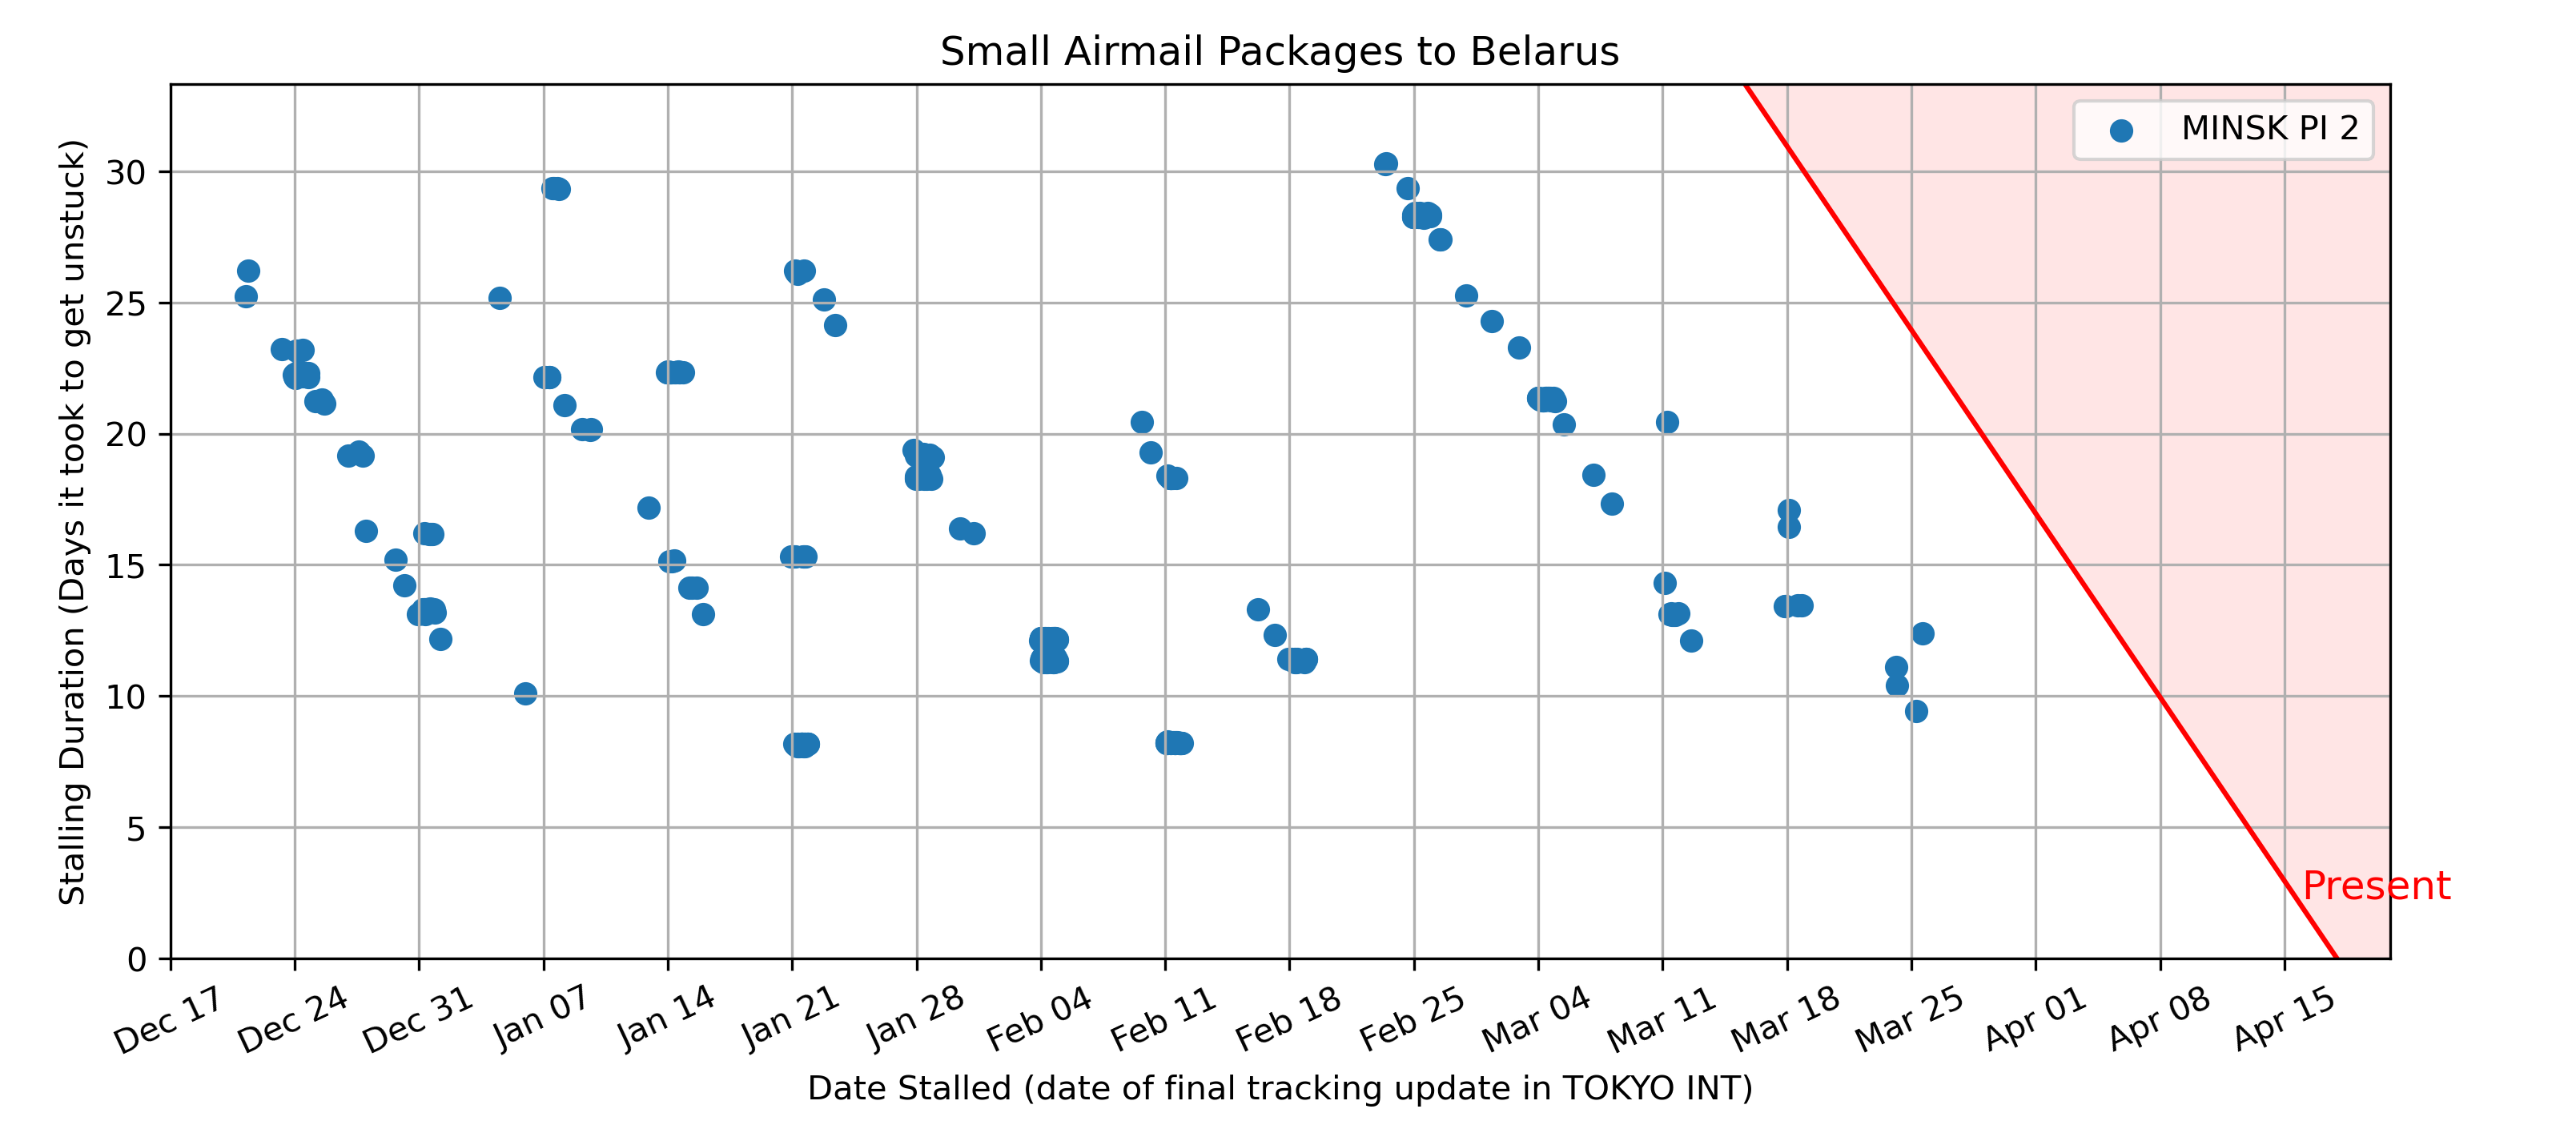 Small Airmail Packages to Belarus
MINSK PI 2
Stalling Duration (Days it took to get unstuck)
30
25
20
15
10
5
0
Present
Dec 17
Dec 24
Dec 31
Jan 07
Jan 14
Jan 21
Jan 28
Feb 04
Feb 11
Feb 18
Feb 25
Mar 04
Mar 11
Mar 18
Mar 25
Apr 01
Apr 08
Apr 15
Date Stalled (date of final tracking update in TOKYO INT)